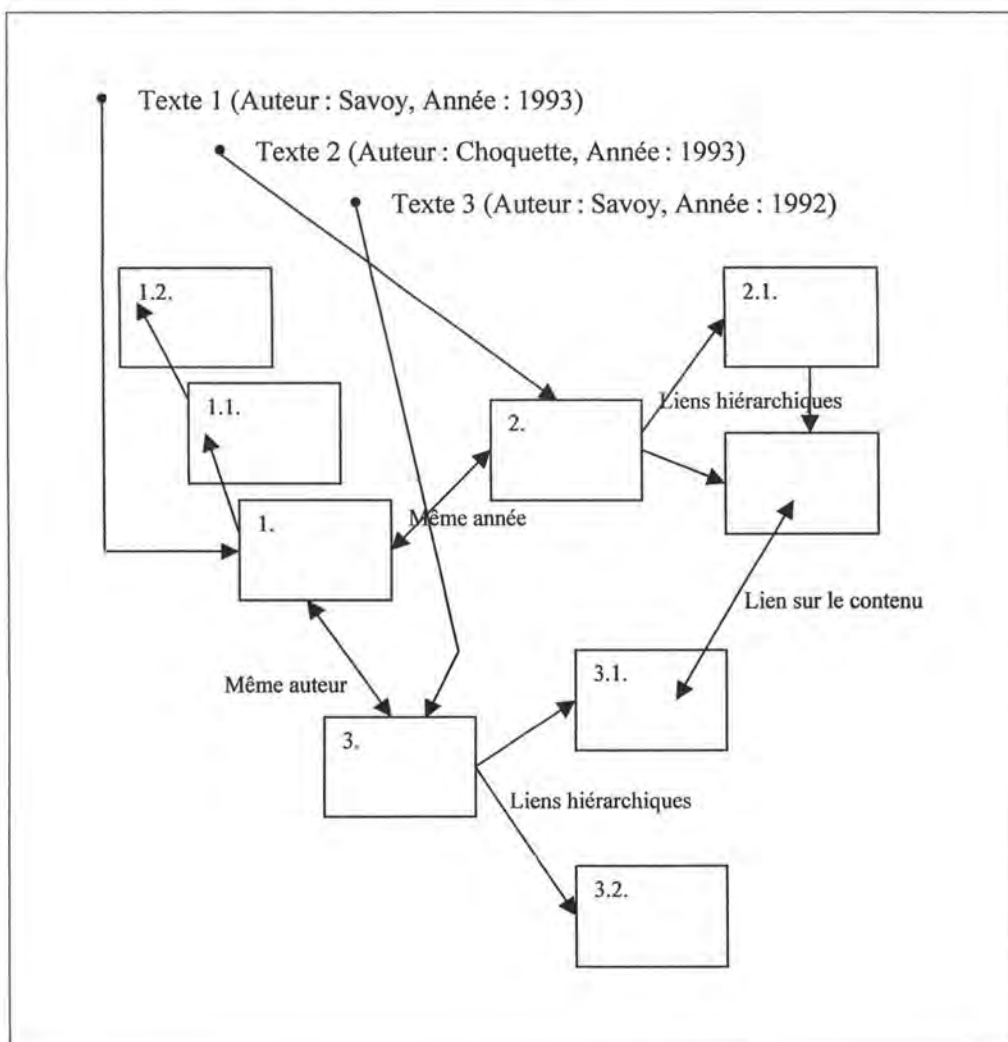 Texte 1 (Auteur : Savoy, Année : 1993)
Texte 2 (Auteur : Choquette, Année : 1993)
Texte 3 (Auteur : Savoy, Année : 1992)
1.2.
2.1.
1.1.
Liens hiérarchiques
2.
1.
Même année
Lien sur le contenu
3.1.
Même auteur
3.
Liens hiérarchiques
3.2.